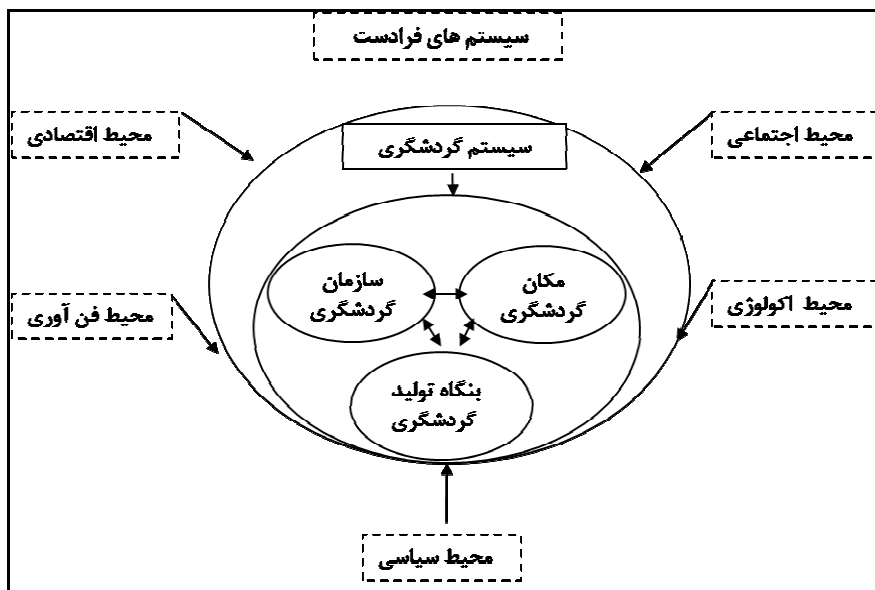 سیستم های فرادست
محیط اجتماعی
محیط اقتصادی
سیستم گردشگری
مکان
گردشگری
سازمان
گردشگری
محیط اکولوژی
محیط فن آوری
بنگاه تولید
گردشگری
محیط سیاسی